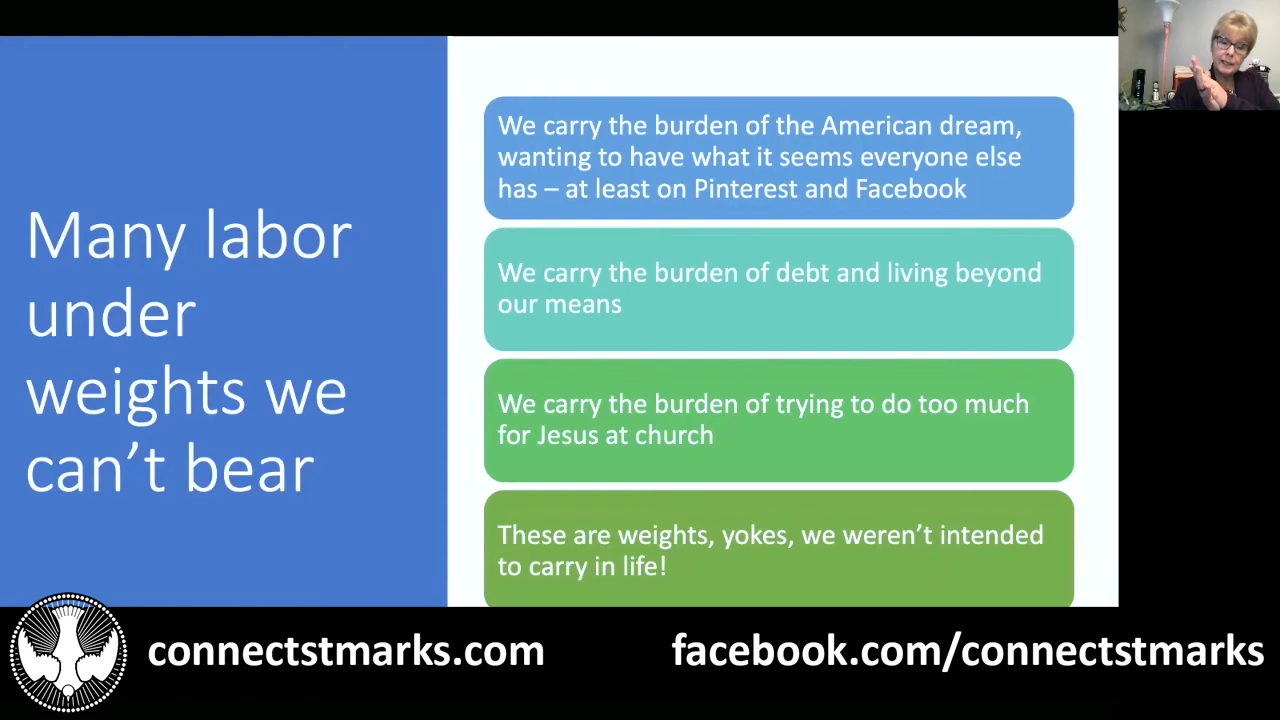 Many labor
under
weights we
can’t bear
We carry the burden of the American dream,
wanting to have what it seems everyone else
has – at least on Pinterest and Facebook
We carry the burden of debt and living beyond
our means
We carry the burden of trying to do too much
for Jesus at church
These are weights, yokes, we weren’t intended
to carry in life!
connectstmarks.com
facebook.com/connectstmarks